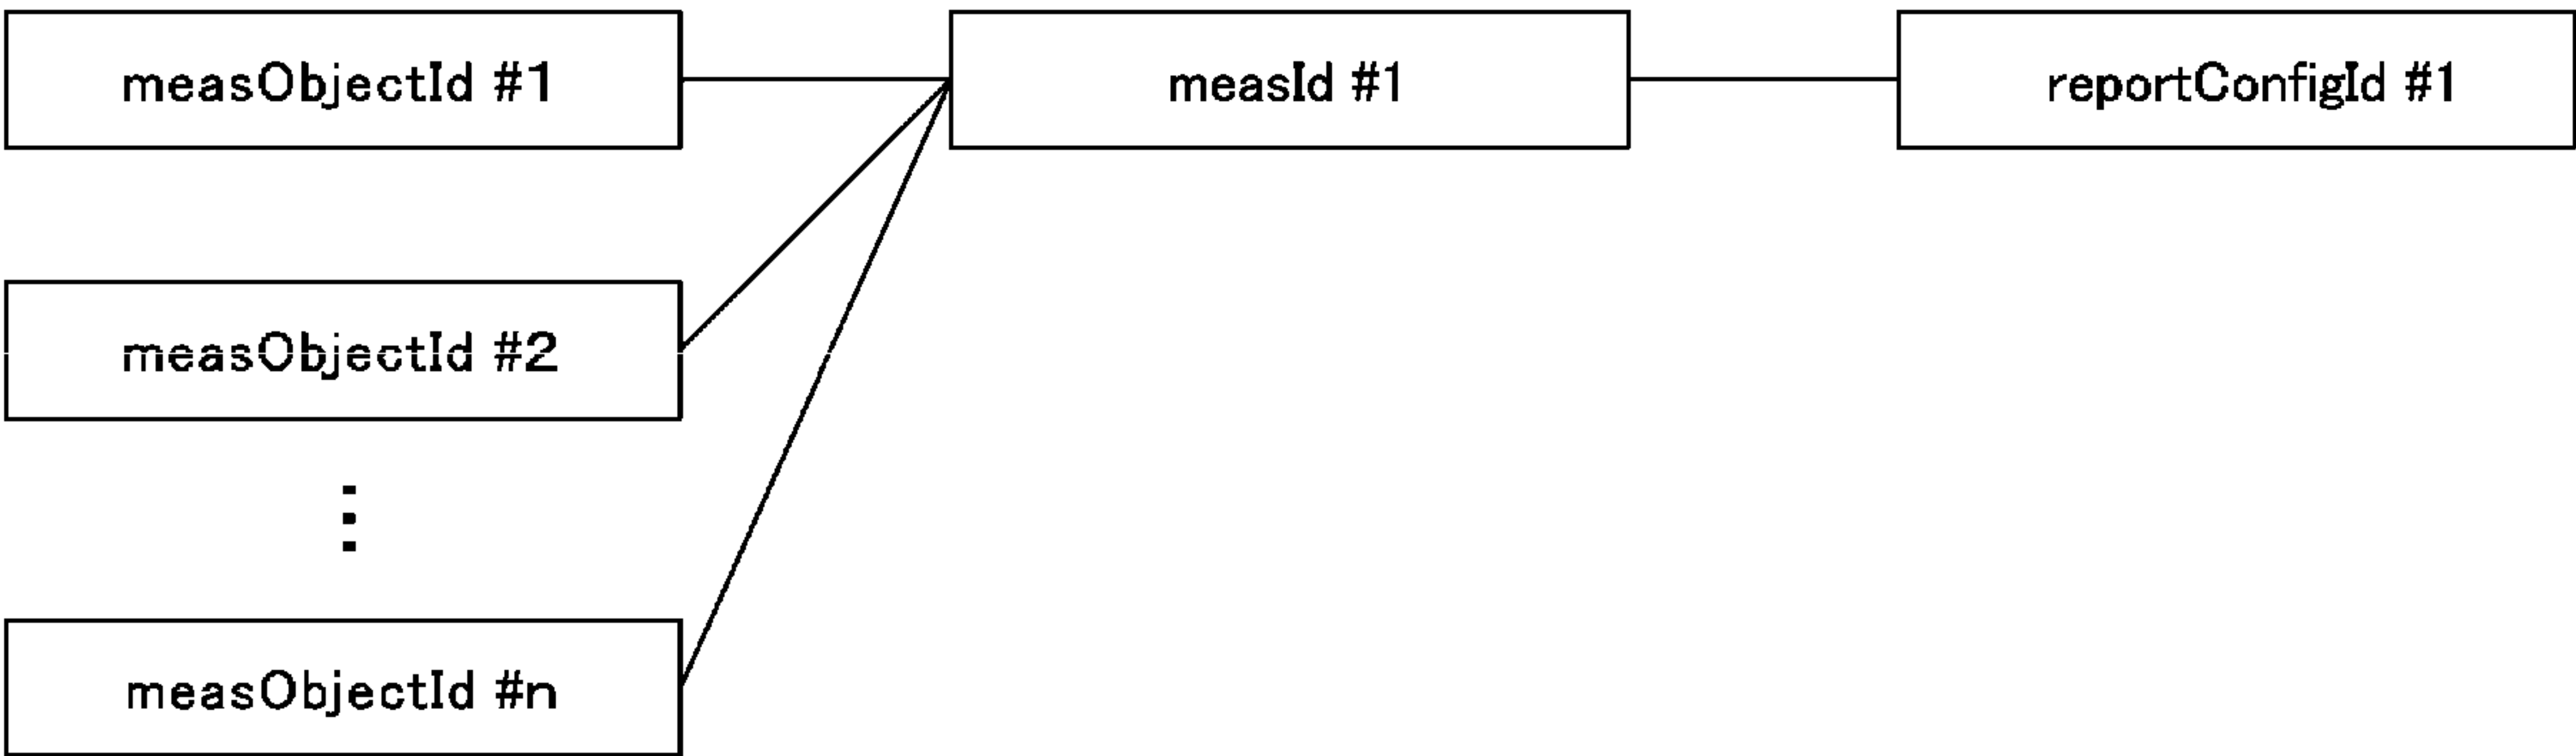 measObjectId #1
measId #1
reportConfigId #1
measObjectId #2
measObjectId #n